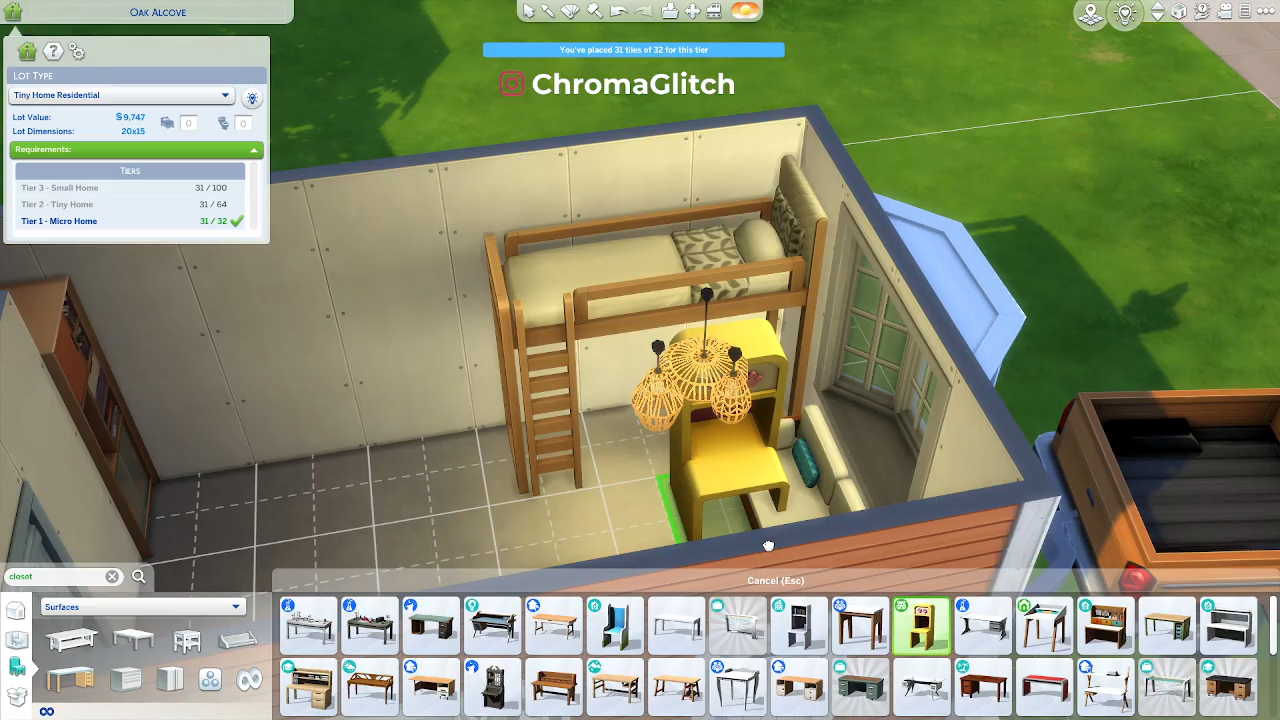 Oak Alcove
You've placed 31 tiles of 32 for this tier
ChromaGlitch
Lot Type
Tiny Home Residential
Lot Value: §9,747
Lot Dimensions: 20x15
0
0
Requirements:
Tiers
Tier 3 - Small Home 31 / 100
Tier 2 - Tiny Home 31 / 64
Tier 1 - Micro Home 31 / 32
closet
Cancel (Esc)
Surfaces